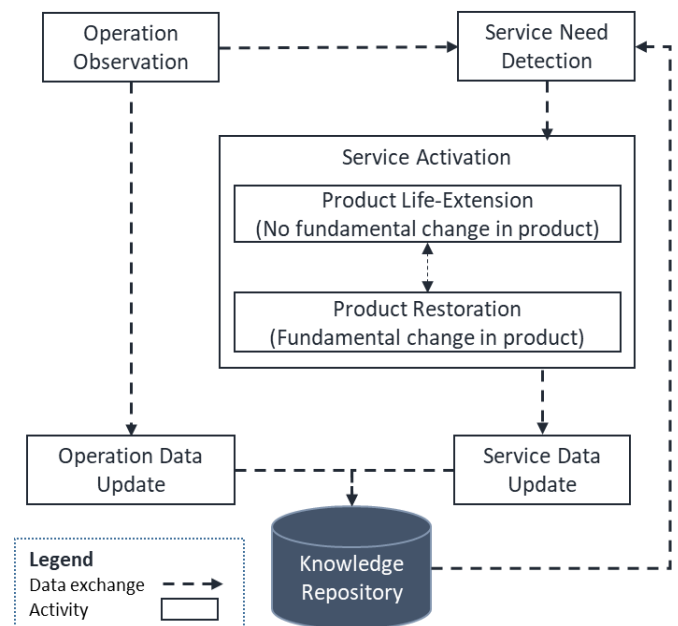 Operation
Observation
Service Need
Detection
Service Activation
Product Life-Extension
(No fundamental change in product)
Product Restoration
(Fundamental change in product)
Operation Data
Update
Service Data
Update
Knowledge
Repository
Legend
Data exchange
Activity